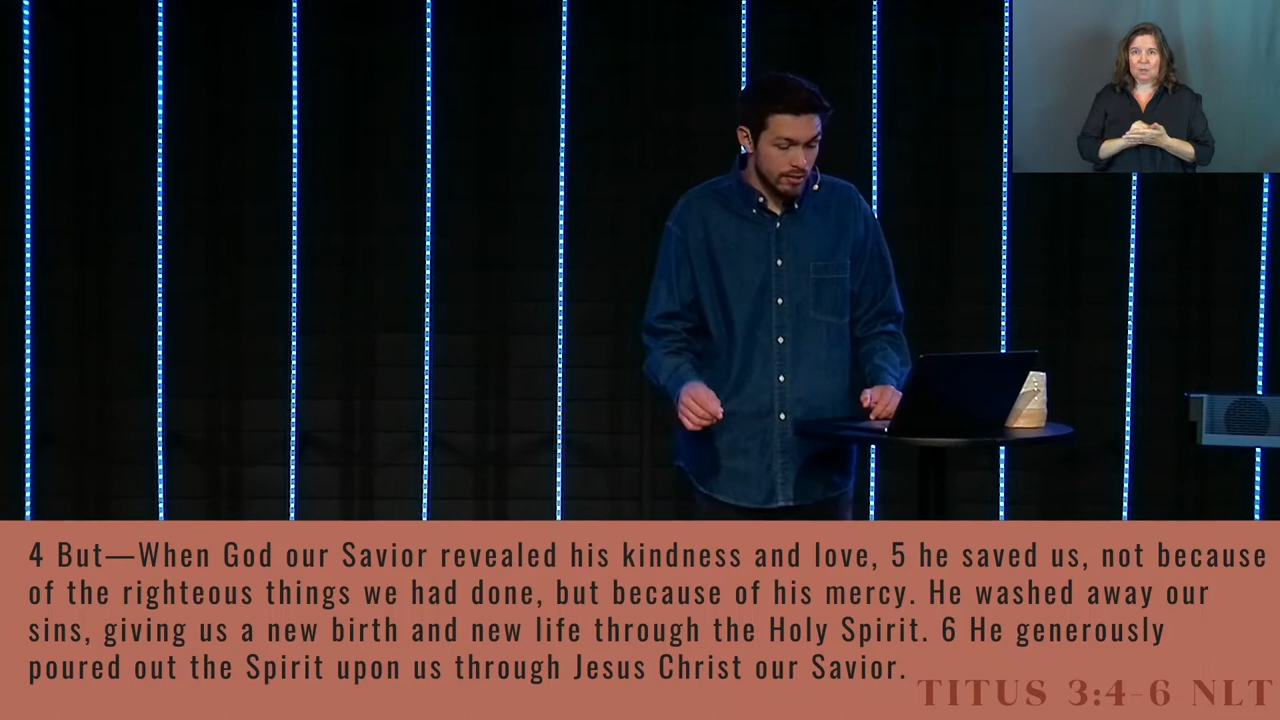 4 But—When God our Savior revealed his kindness and love, 5 he saved us, not because
of the righteous things we had done, but because of his mercy. He washed away our
sins, giving us a new birth and new life through the Holy Spirit. 6 He generously
poured out the Spirit upon us through Jesus Christ our Savior.
TITUS 3:4-6 NLT